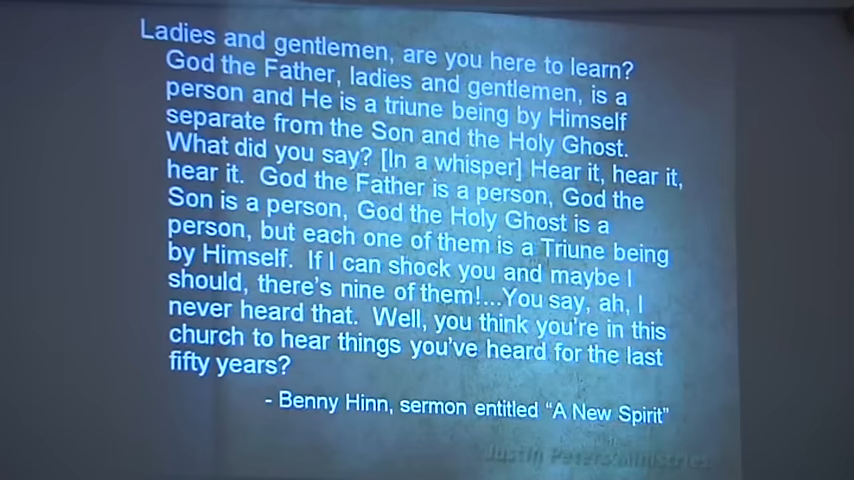 Ladies and gentlemen, are you here to learn?
God the Father, ladies and gentlemen, is a
person and He is a triune being by Himself
separate from the Son and the Holy Ghost.
What did you say? [In a whisper] Hear it, hear it,
hear it.  God the Father is a person, God the
Son is a person, God the Holy Ghost is a
person, but each one of them is a Triune being
by Himself.  If I can shock you and maybe I
should, there's nine of them!...You say, ah, I
never heard that.  Well, you think you're in this
church to hear things you've heard for the last
fifty years?
- Benny Hinn, sermon entitled "A New Spirit"
Justin Peters Ministries